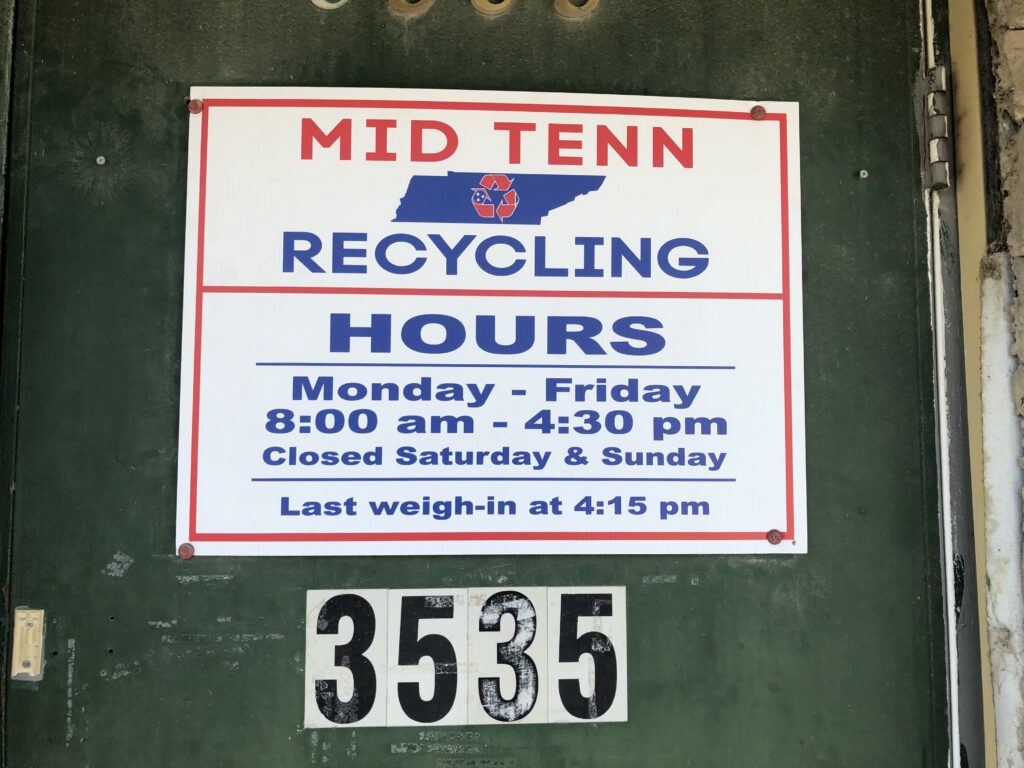 MID TENN
RECYCLING
HOURS
Monday - Friday
8:00 am - 4:30 pm
Closed Saturday & Sunday
Last weigh-in at 4:15 pm
3535